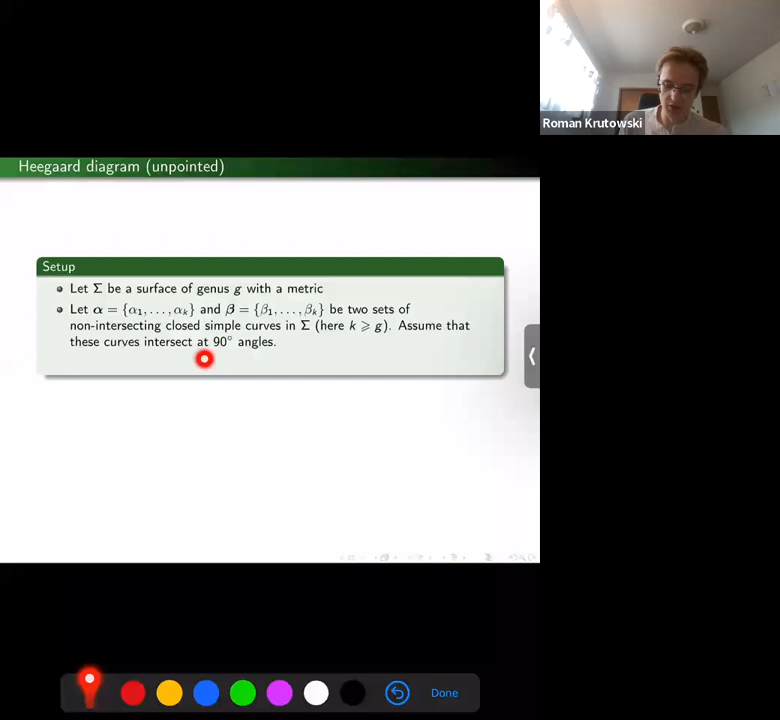 Roman Krutowski
Heegaard diagram (unpointed)
Setup
Let Σ be a surface of genus g with a metric
Let α = {α₁, . . . , αₖ} and β = {β₁, . . . , βₖ} be two sets of
non-intersecting closed simple curves in Σ (here k ⩾ g). Assume that
these curves intersect at 90° angles.
Done